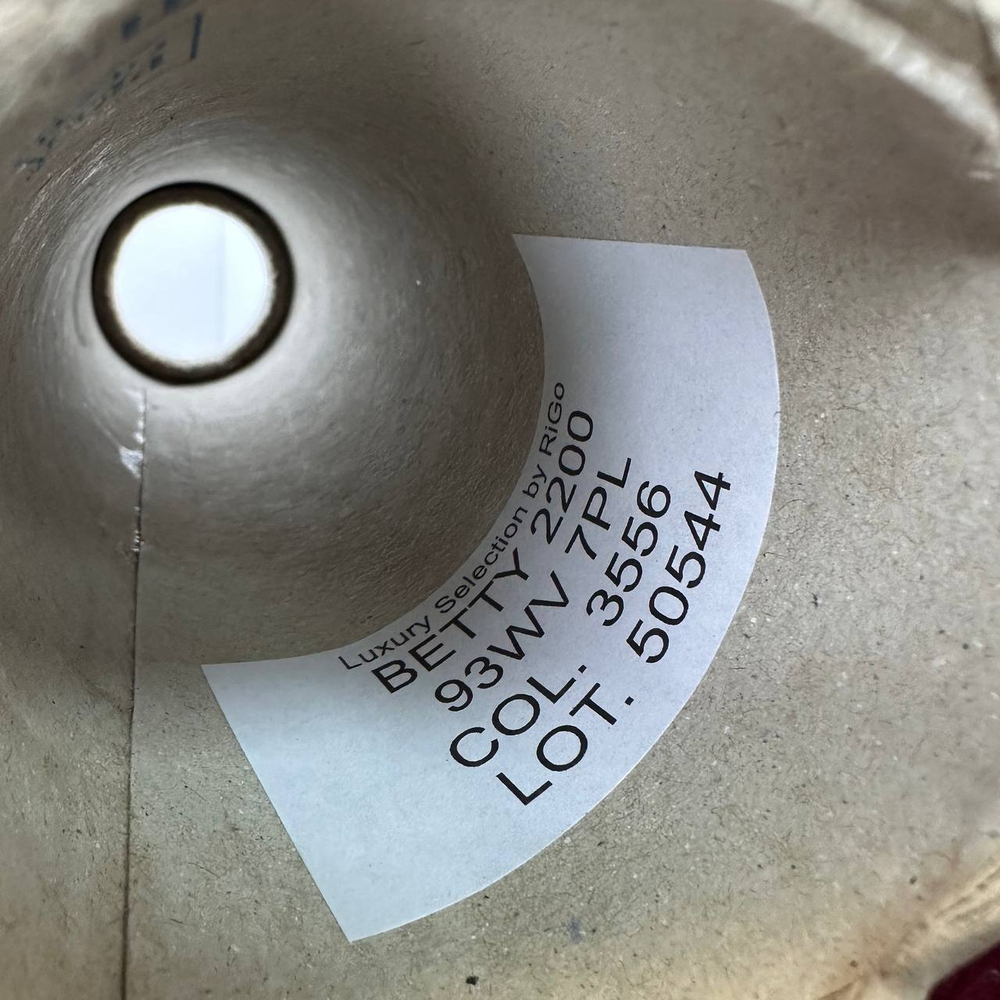 Luxury Selection by RiGo
BETTY 2200
93WV 7PL
COL. 3556
LOT. 50544